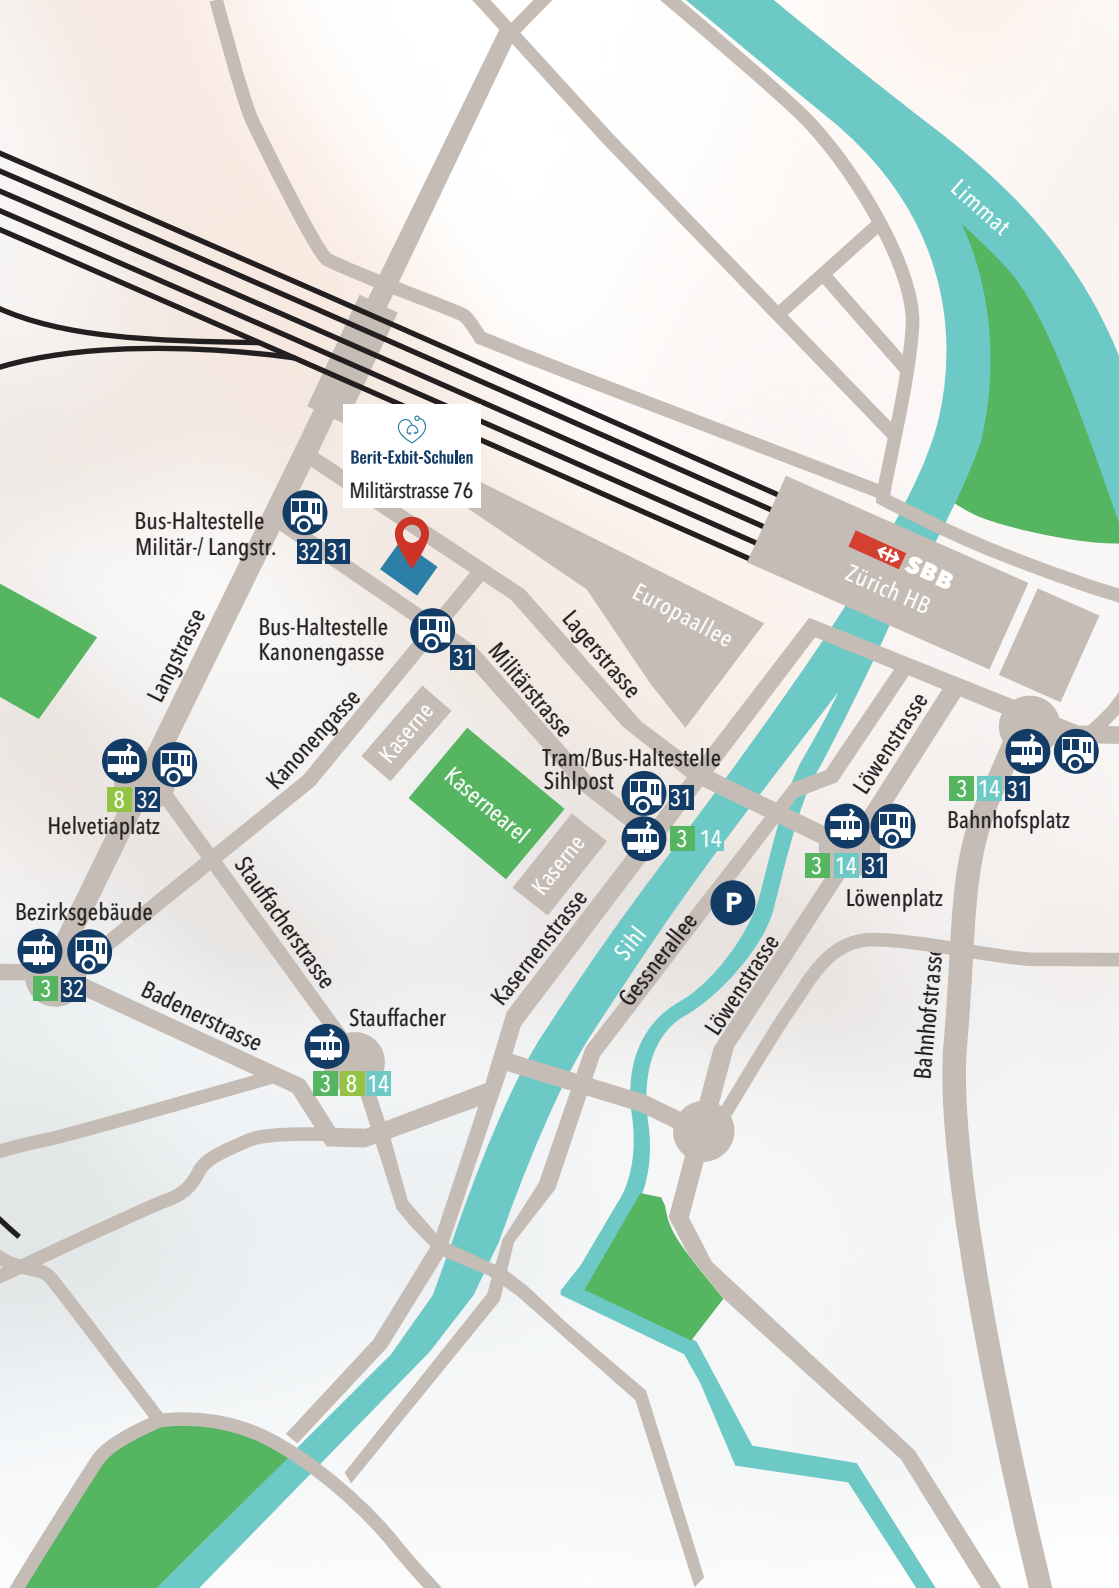 Limmat
Berit-Exbit-Schulen
Militärstrasse 76
Bus-Haltestelle
Militär-/ Langstr.
32 31
SBB
Zürich HB
Europaallee
Bus-Haltestelle
Kanonengasse
31
Langstrasse
Lagerstrasse
Militärstrasse
Kanonengasse
Kaserne
Kasernearel
Kaserne
Tram/Bus-Haltestelle
Sihlpost
31
3 14
Löwenstrasse
3 14 31
Bahnhofsplatz
8 32
Helvetiaplatz
3 14 31
Löwenplatz
P
Stauffacherstrasse
Bezirksgebäude
3 32
Badenerstrasse
Kasernenstrasse
Sihl
Gessnerallee
Löwenstrasse
Bahnhofstrasse
Stauffacher
3 8 14